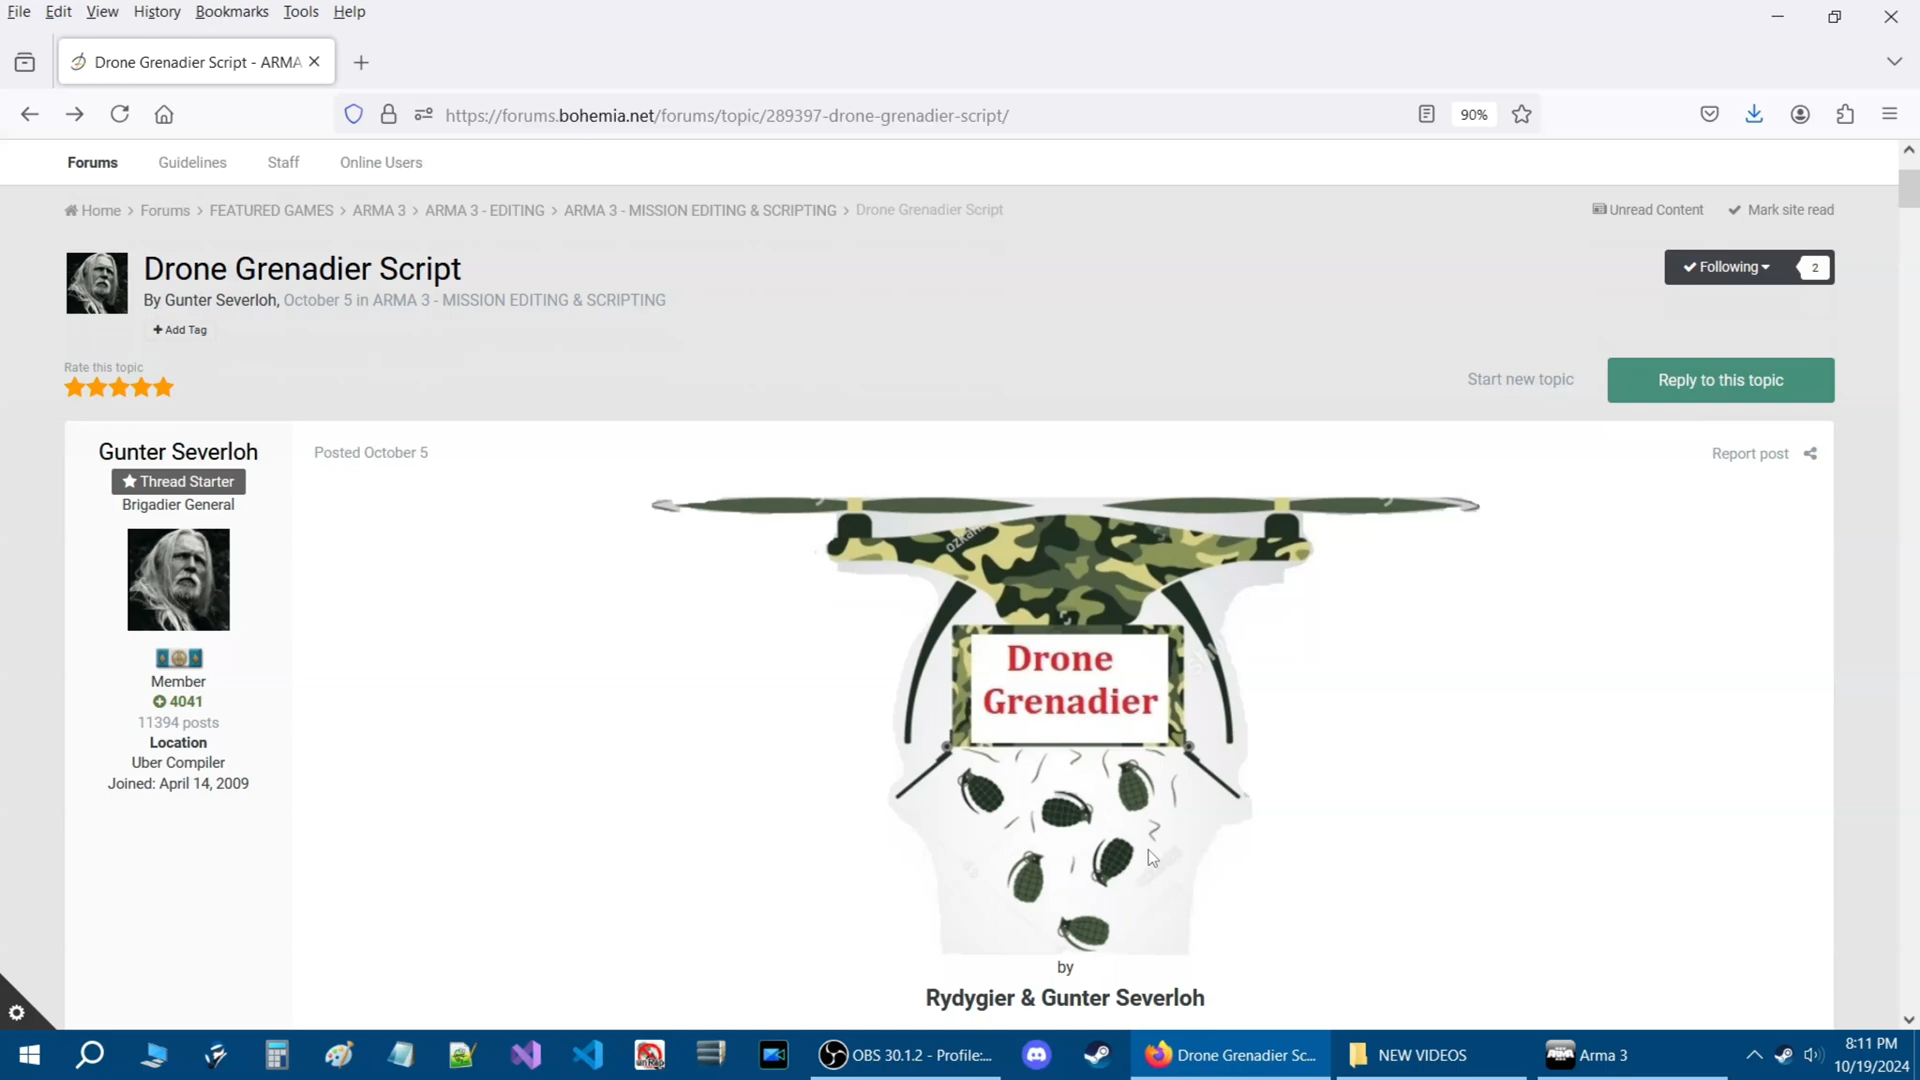 File Edit View History Bookmarks Tools Help
Drone Grenadier Script - ARMA
https://forums.bohemia.net/forums/topic/289397-drone-grenadier-script/
90%
Forums Guidelines Staff Online Users
Home > Forums > FEATURED GAMES > ARMA 3 > ARMA 3 - EDITING > ARMA 3 - MISSION EDITING & SCRIPTING > Drone Grenadier Script
Unread Content Mark site read
Drone Grenadier Script
By Gunter Severloh, October 5 in ARMA 3 - MISSION EDITING & SCRIPTING
+ Add Tag
Following 2
Rate this topic
Start new topic Reply to this topic
Gunter Severloh
Thread Starter
Brigadier General
Member
4041
11394 posts
Location
Uber Compiler
Joined: April 14, 2009
Posted October 5
Report post
Drone
Grenadier
by
Rydygier & Gunter Severloh
OBS 30.1.2 - Profile:...
Drone Grenadier Sc...
NEW VIDEOS
Arma 3
8:11 PM
10/19/2024